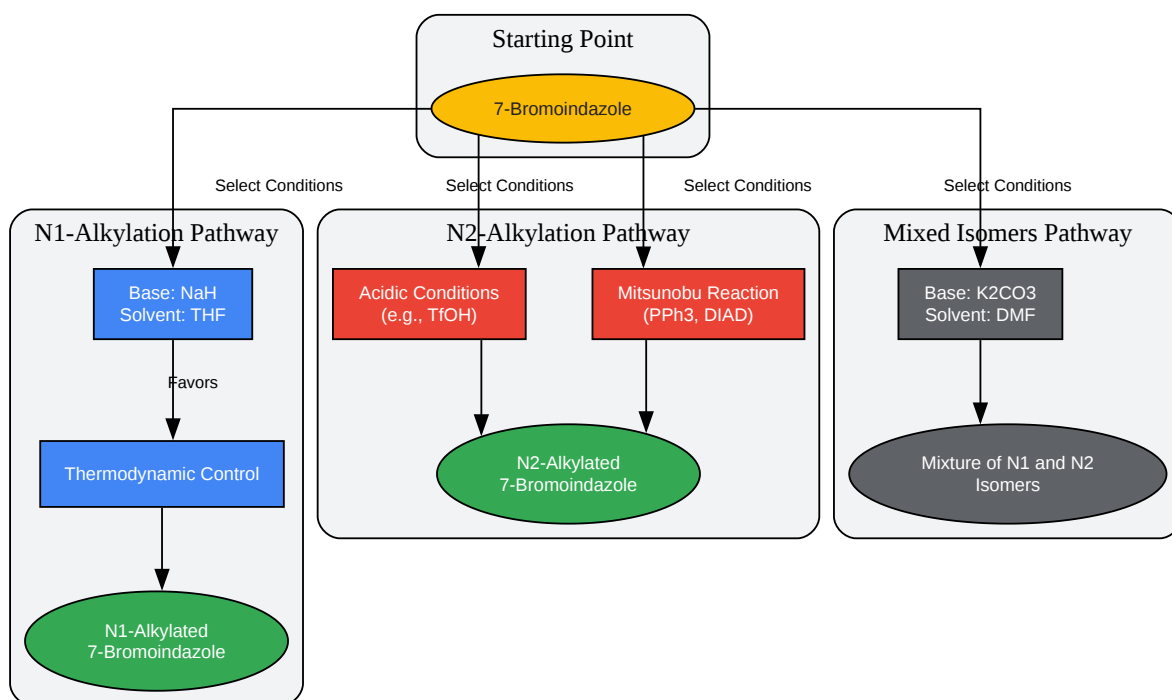 Starting Point
7-Bromoindazole
Select Conditions
Select Conditions
Select Conditions
Select Conditions
N1-Alkylation Pathway
N2-Alkylation Pathway
Mixed Isomers Pathway
Base: NaH
Solvent: THF
Acidic Conditions
(e.g., TfOH)
Mitsunobu Reaction
(PPh3, DIAD)
Base: K2CO3
Solvent: DMF
Favors
Thermodynamic Control
N2-Alkylated
7-Bromoindazole
Mixture of N1 and N2
Isomers
N1-Alkylated
7-Bromoindazole